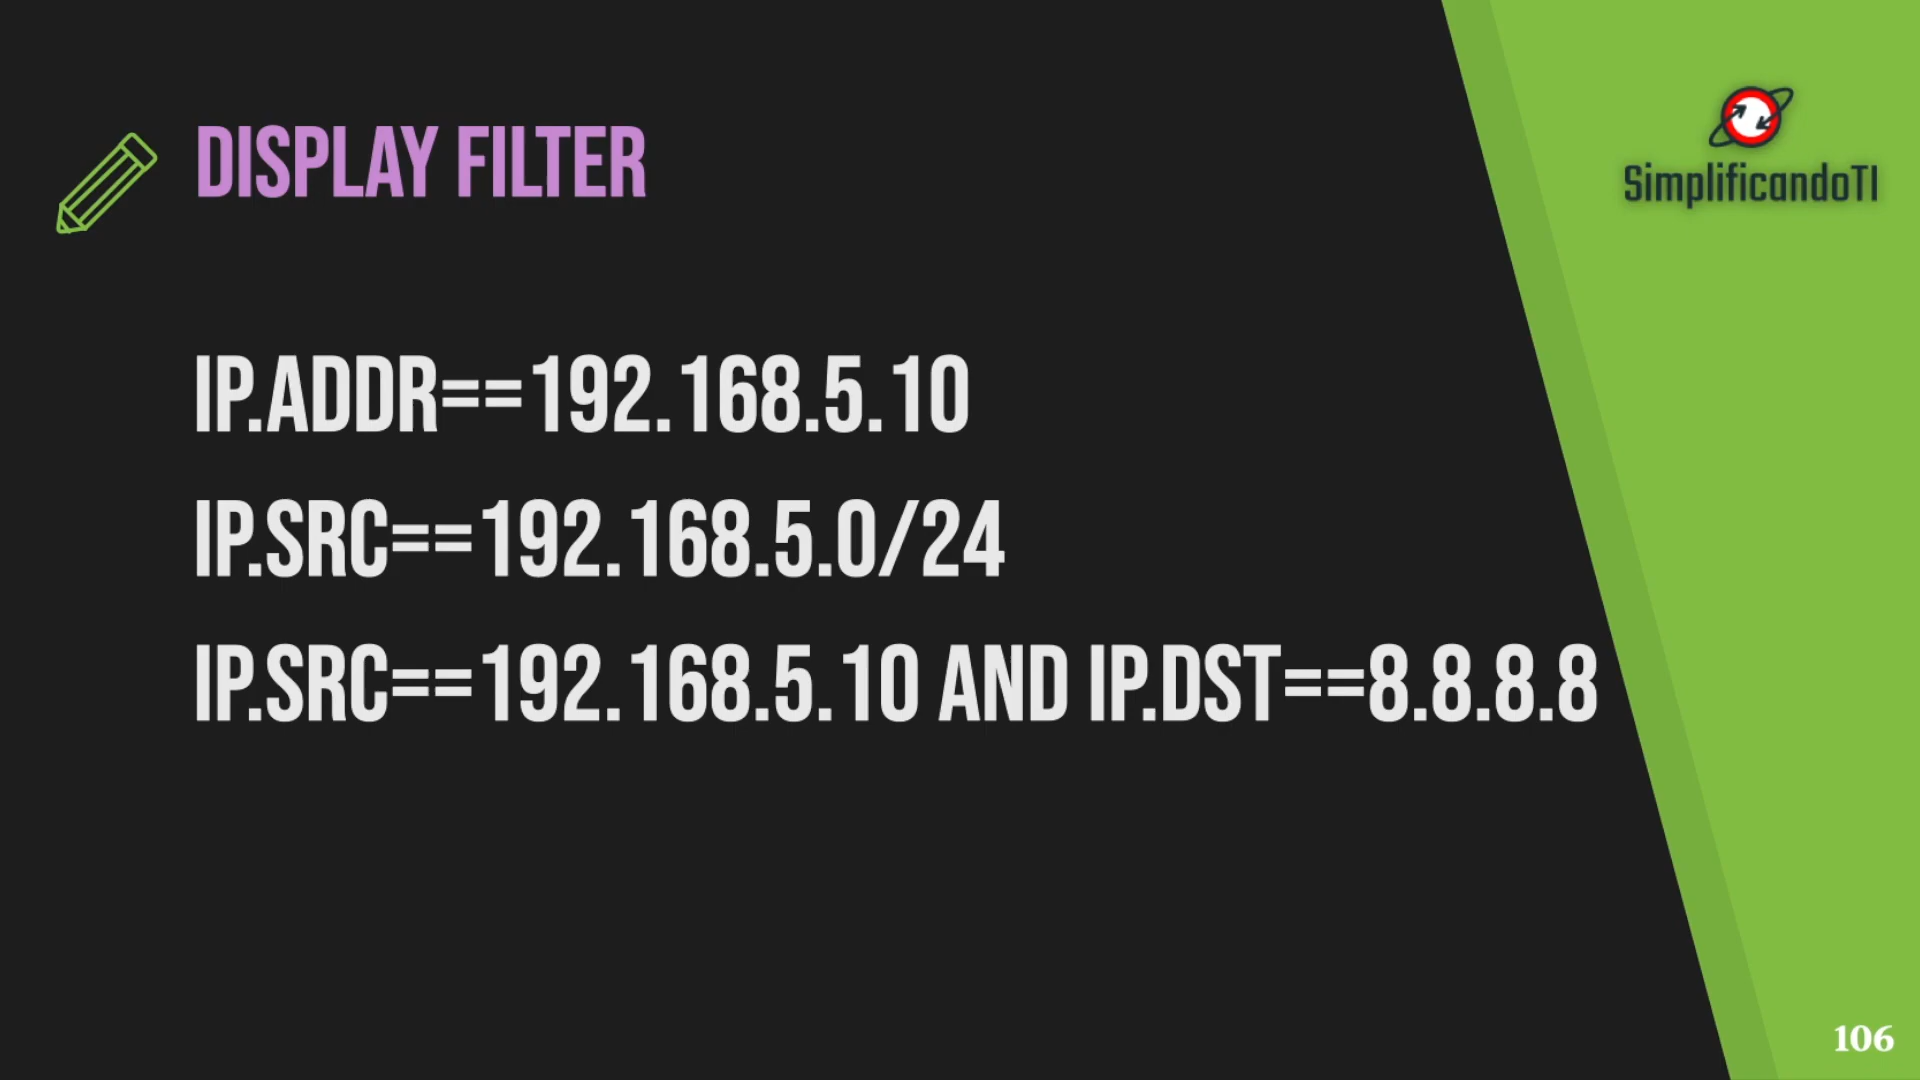 DISPLAY FILTER
SimplificandoTI
IP.ADDR==192.168.5.10
IP.SRC==192.168.5.0/24
IP.SRC==192.168.5.10 AND IP.DST==8.8.8.8
106